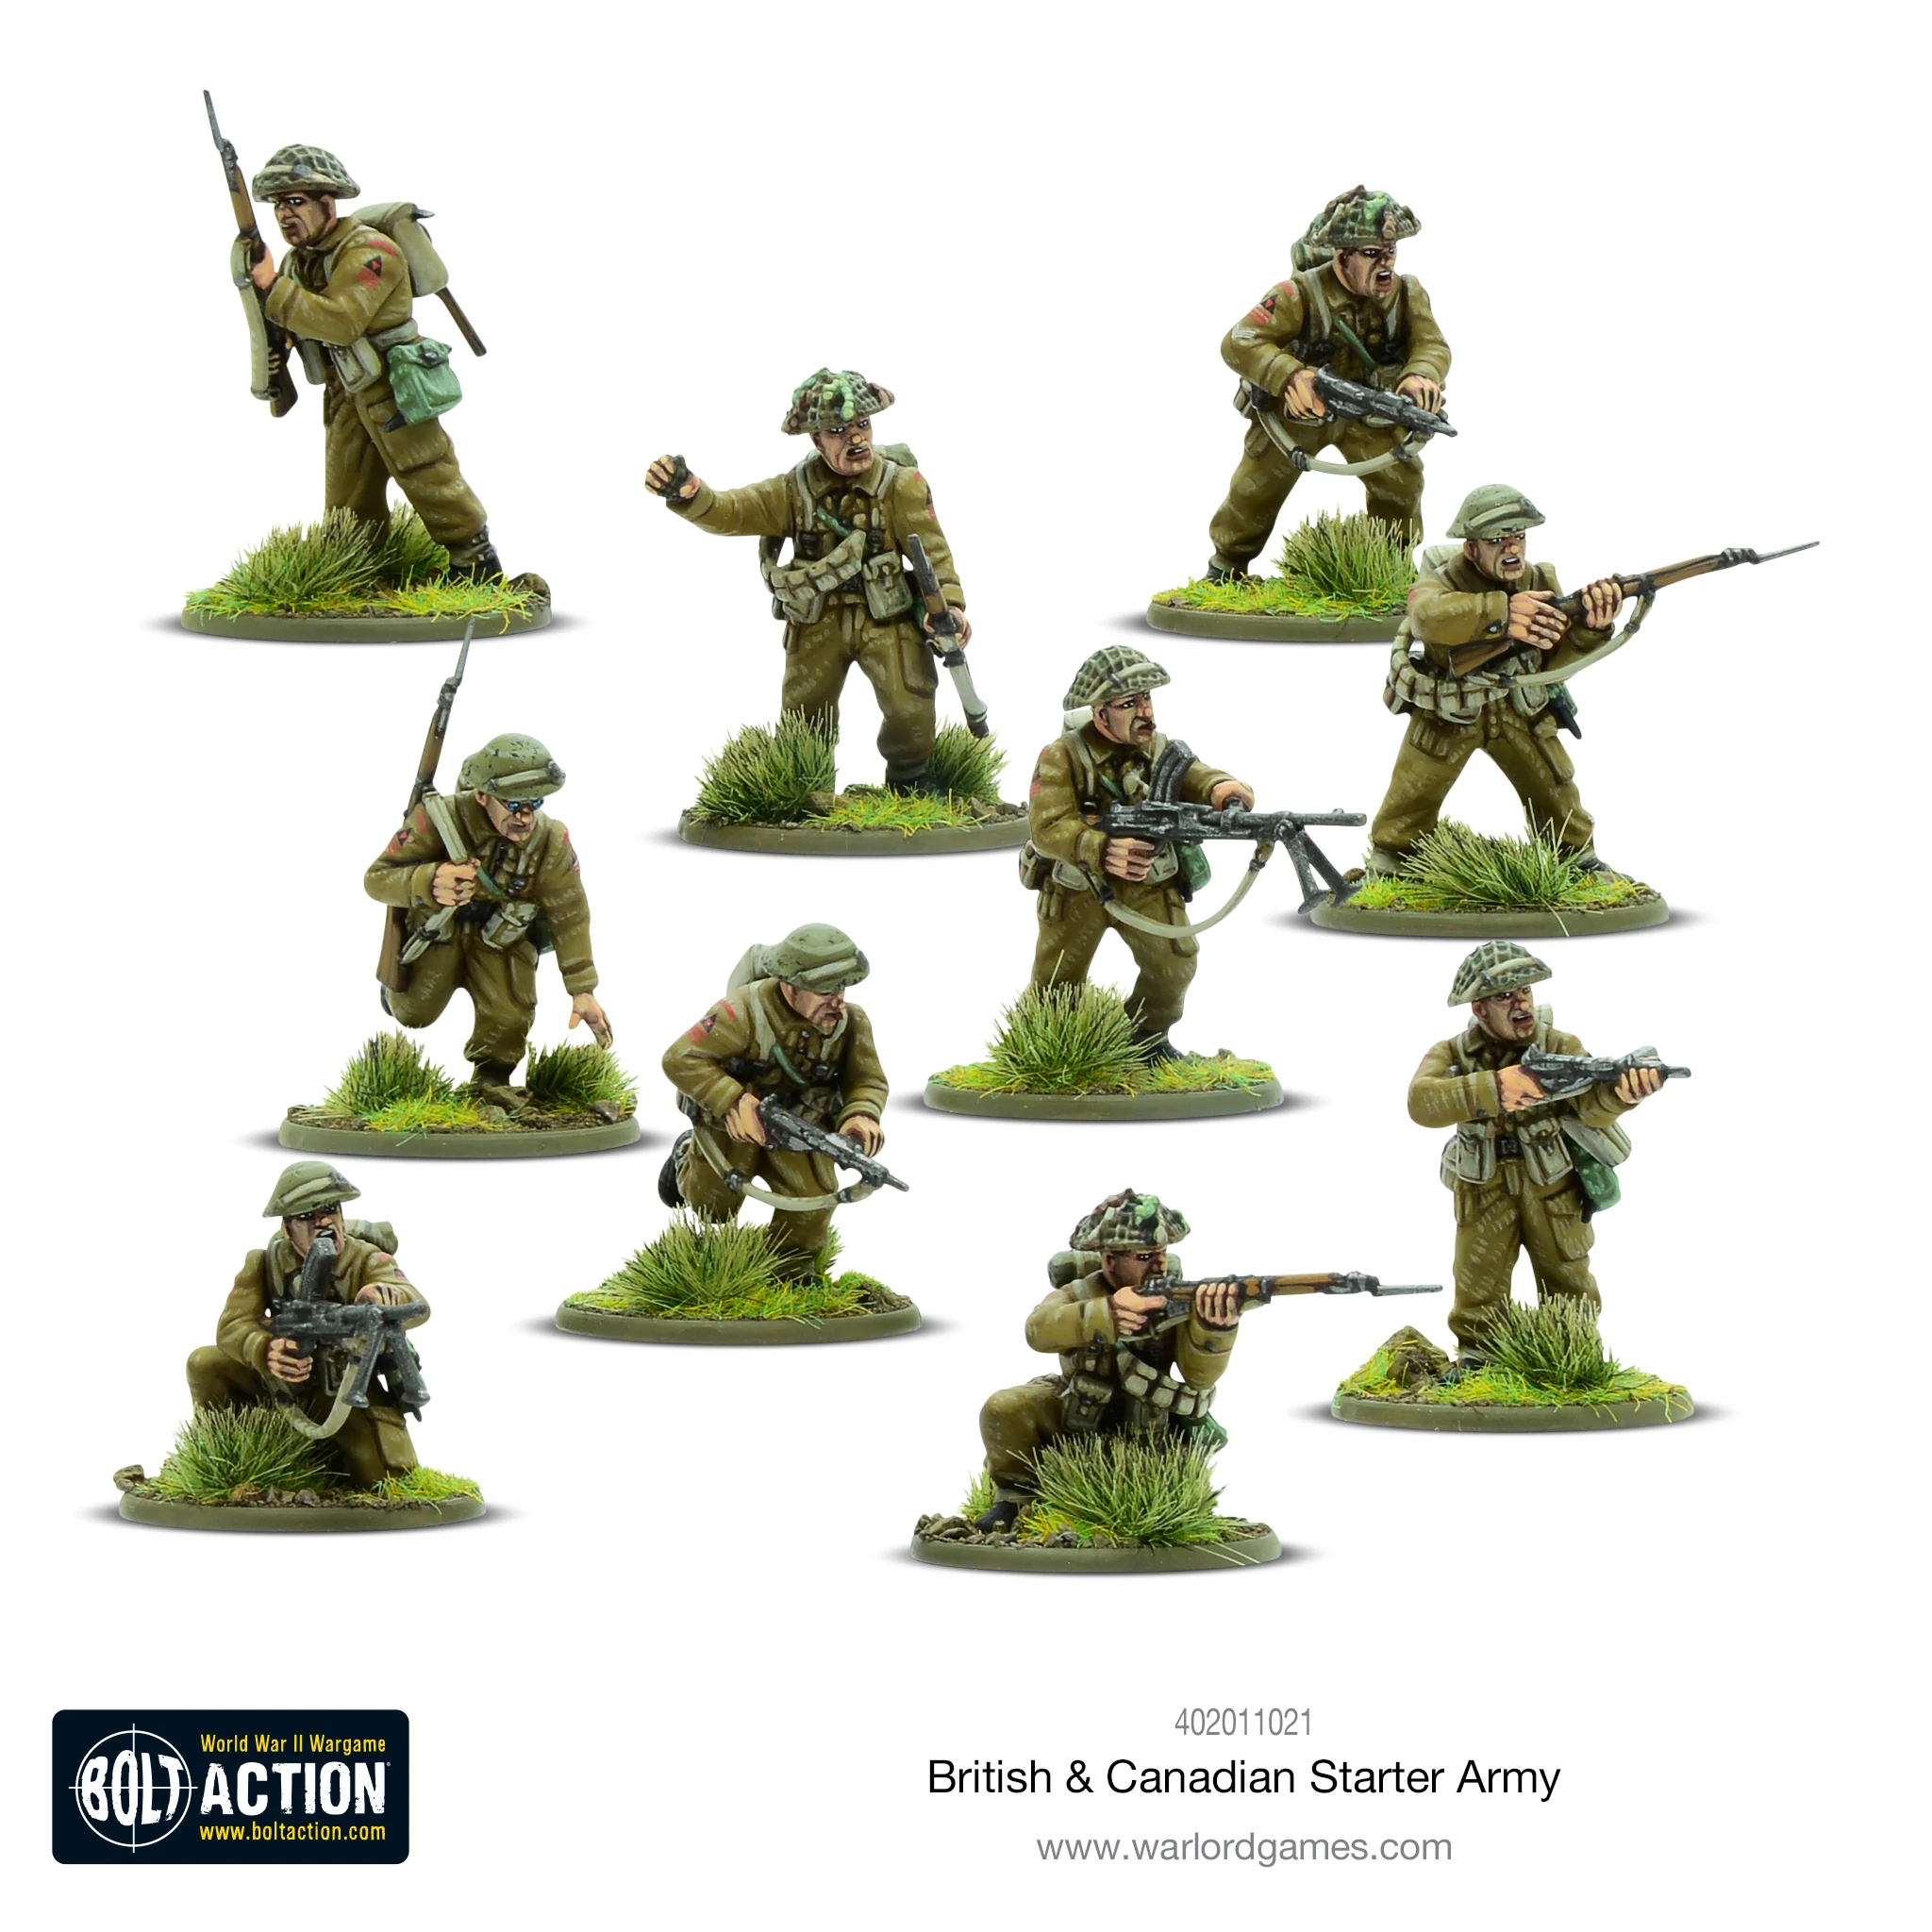 World War II Wargame
BOLT ACTION
www.boltaction.com
402011021
British & Canadian Starter Army
www.warlordgames.com